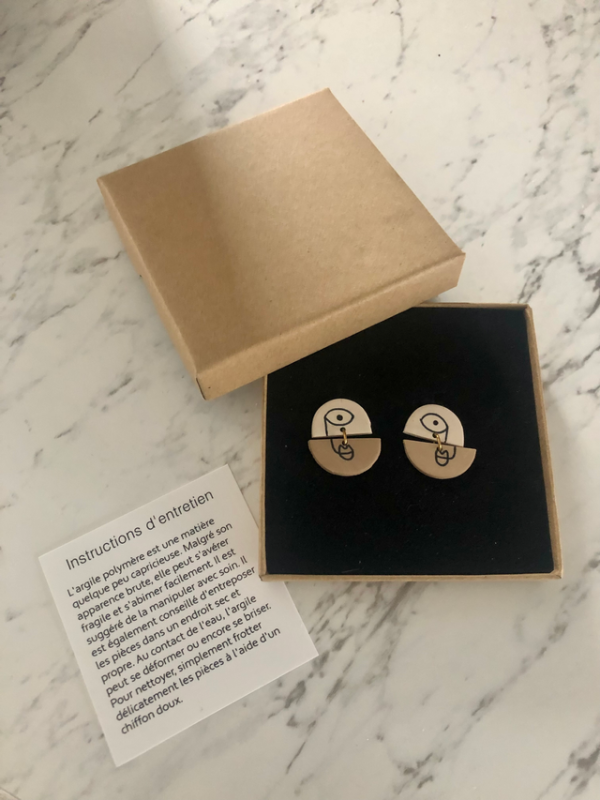 Instructions d'entretien
L'argile polymère est une matière
quelque peu capricieuse. Malgré son
apparence brute, elle peut s'avérer
fragile et s'abimer facilement. Il est
suggéré de la manipuler avec soin. Il
est également conseillé d'entreposer
les pièces dans un endroit sec et
propre. Au contact de l'eau, l'argile
peut se déformer ou encore se briser.
Pour nettoyer, simplement frotter
délicatement les pièces à l'aide d'un
chiffon doux.